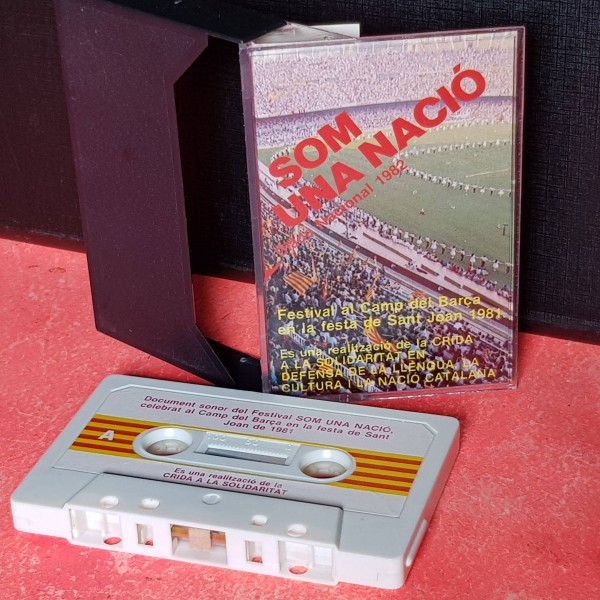 SOM
UNA NACIÓ
nacional 1982
Festival al Camp del Barça
en la festa de Sant Joan 1981
Es una realització de la CRIDA
A LA SOLIDARITAT EN
DEFENSA DE LA LLENGUA, LA
CULTURA I LA NACIÓ CATALANA
Document sonor del Festival SOM UNA NACIÓ,
celebrat al Camp del Barça en la festa de Sant
Joan de 1981
A
Es una realització de la
CRIDA A LA SOLIDARITAT